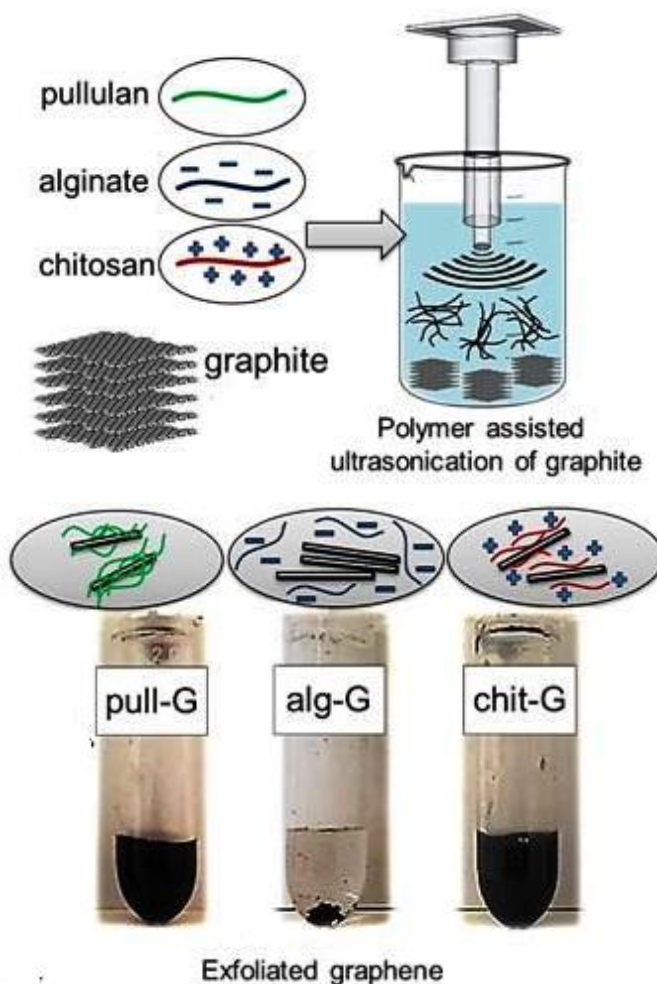 pullulan
alginate
chitosan
graphite
Polymer assisted
ultrasonication of graphite
pull-G
alg-G
chit-G
Exfoliated graphene